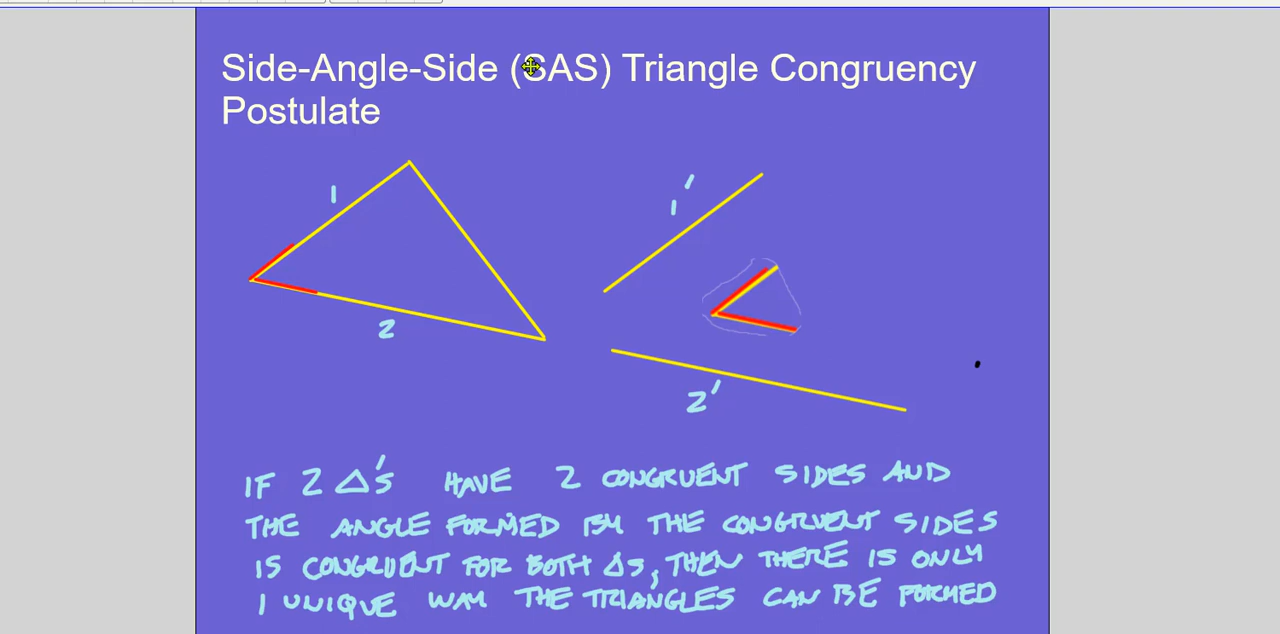 Side-Angle-Side (SAS) Triangle Congruency
Postulate
1
1'
2
2'
IF 2 Δ'S HAVE 2 CONGRUENT SIDES AND
THE ANGLE FORMED BY THE CONGRUENT SIDES
IS CONGRUENT FOR BOTH ΔS, THEN THERE IS ONLY
1 UNIQUE WAY THE TRIANGLES CAN BE FORMED